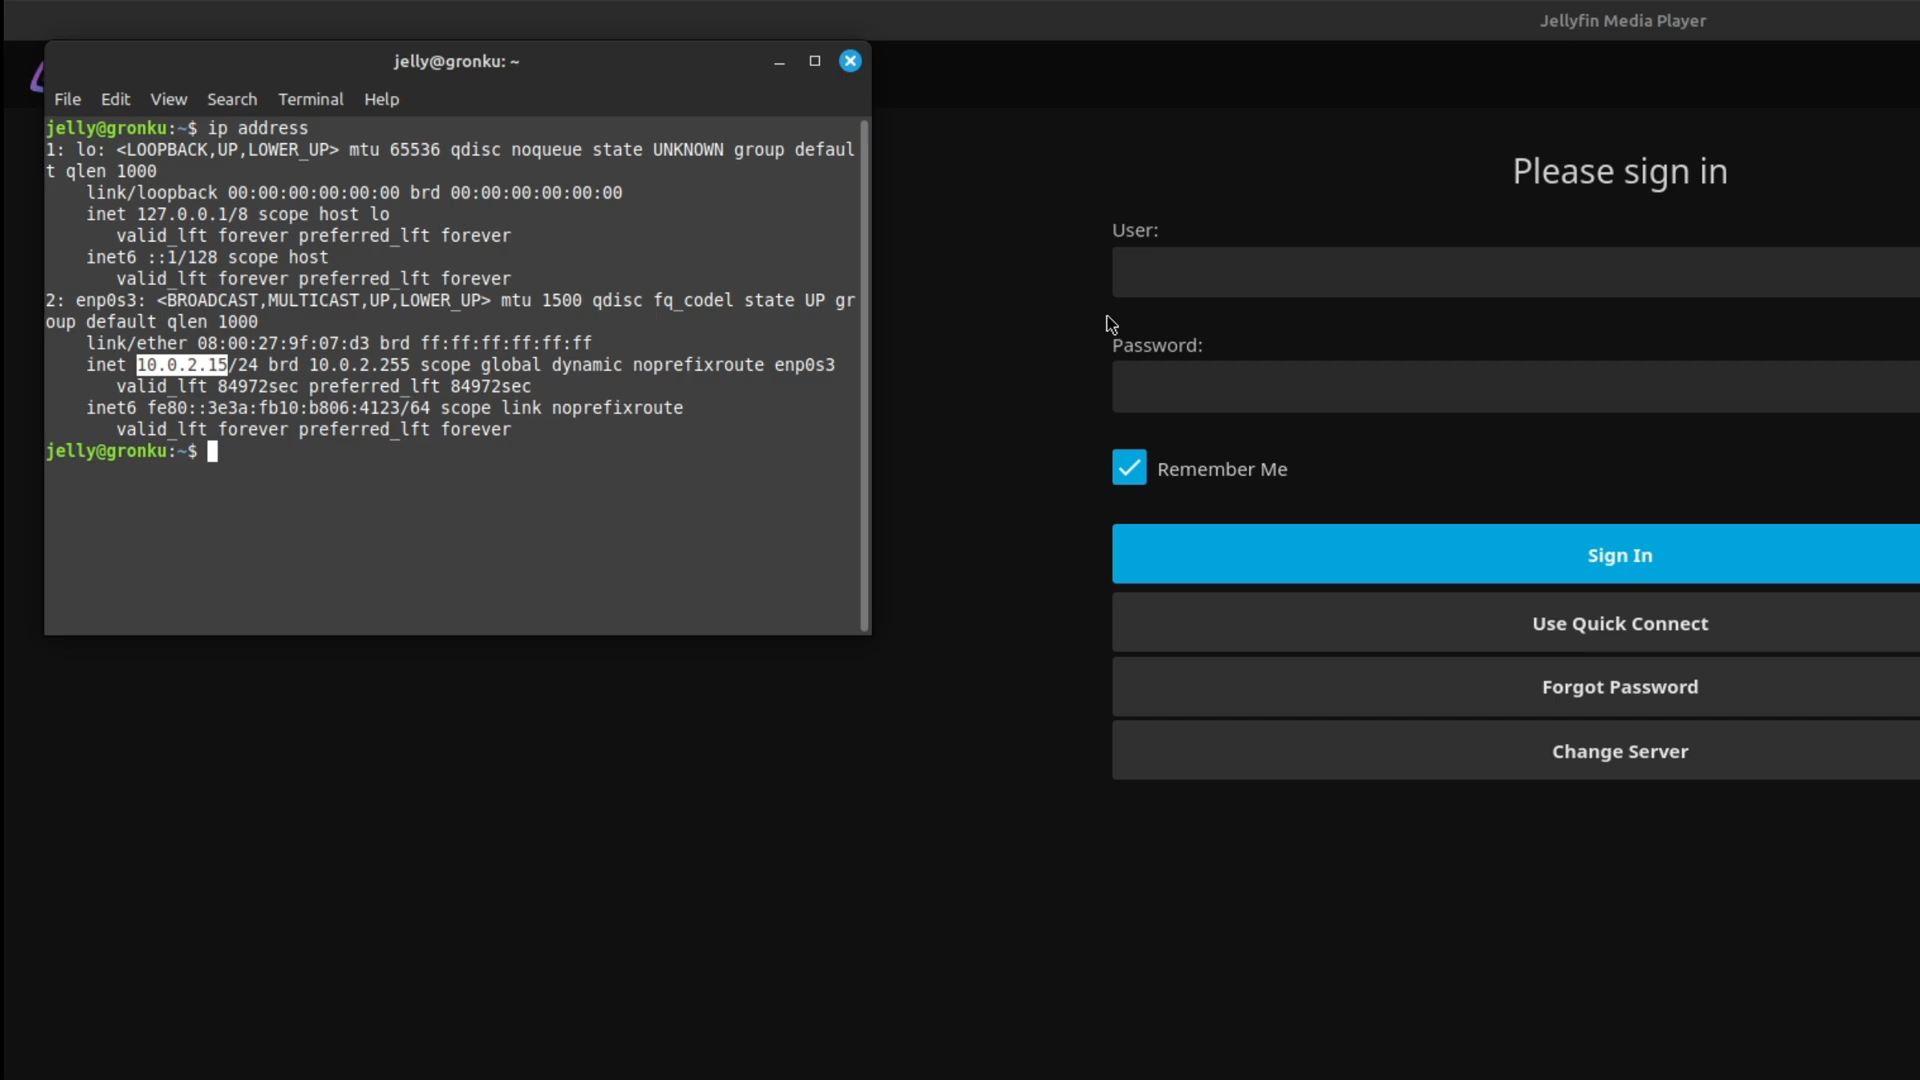 Jellyfin Media Player
jelly@gronku: ~
File Edit View Search Terminal Help
jelly@gronku:~$ ip address
1: lo: <LOOPBACK,UP,LOWER_UP> mtu 65536 qdisc noqueue state UNKNOWN group defaul
t qlen 1000
    link/loopback 00:00:00:00:00:00 brd 00:00:00:00:00:00
    inet 127.0.0.1/8 scope host lo
       valid_lft forever preferred_lft forever
    inet6 ::1/128 scope host
       valid_lft forever preferred_lft forever
2: enp0s3: <BROADCAST,MULTICAST,UP,LOWER_UP> mtu 1500 qdisc fq_codel state UP gr
oup default qlen 1000
    link/ether 08:00:27:9f:07:d3 brd ff:ff:ff:ff:ff:ff
    inet 10.0.2.15/24 brd 10.0.2.255 scope global dynamic noprefixroute enp0s3
       valid_lft 84972sec preferred_lft 84972sec
    inet6 fe80::3e3a:fb10:b806:4123/64 scope link noprefixroute
       valid_lft forever preferred_lft forever
jelly@gronku:~$
Please sign in
User:
Password:
Remember Me
Sign In
Use Quick Connect
Forgot Password
Change Server